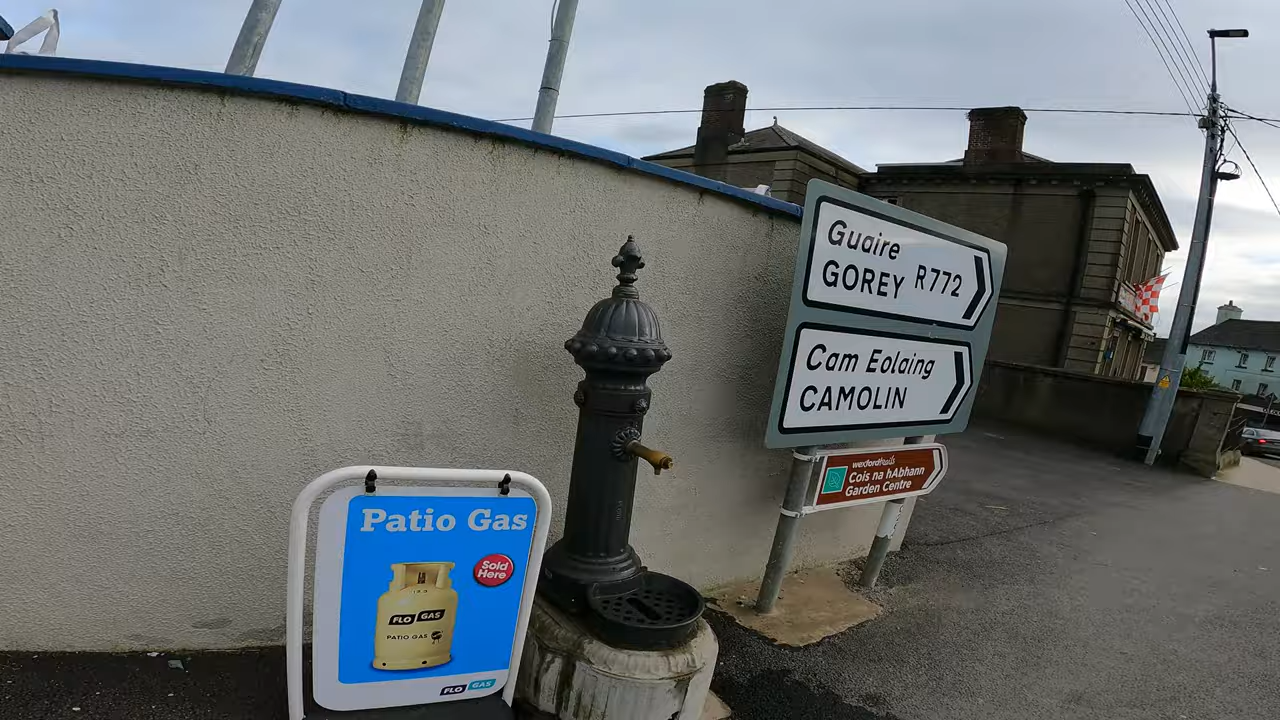 Guaire
GOREY R772
Cam Eolaing
CAMOLIN
wexfordtrails
Cois na hAbhann
Garden Centre
Patio Gas
Sold
Here
FLO GAS
PATIO GAS
FLO GAS